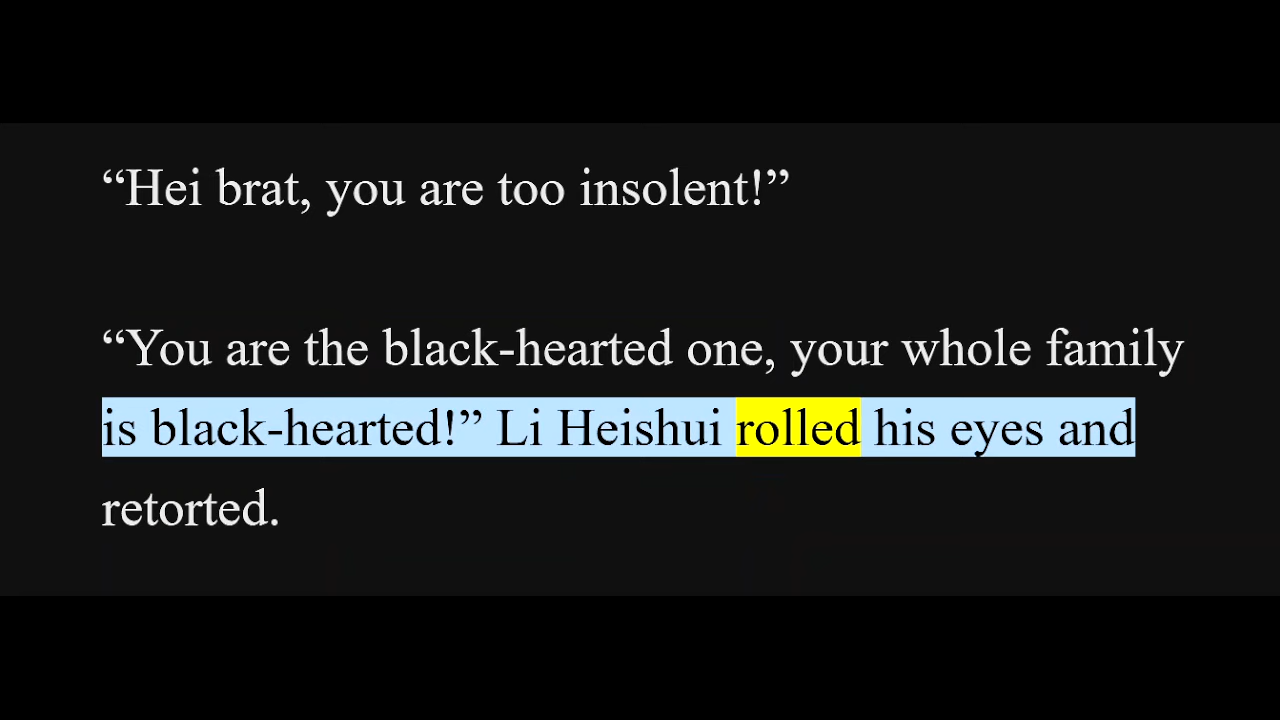 “Hei brat, you are too insolent!”
“You are the black-hearted one, your whole family
is black-hearted!” Li Heishui rolled his eyes and
retorted.